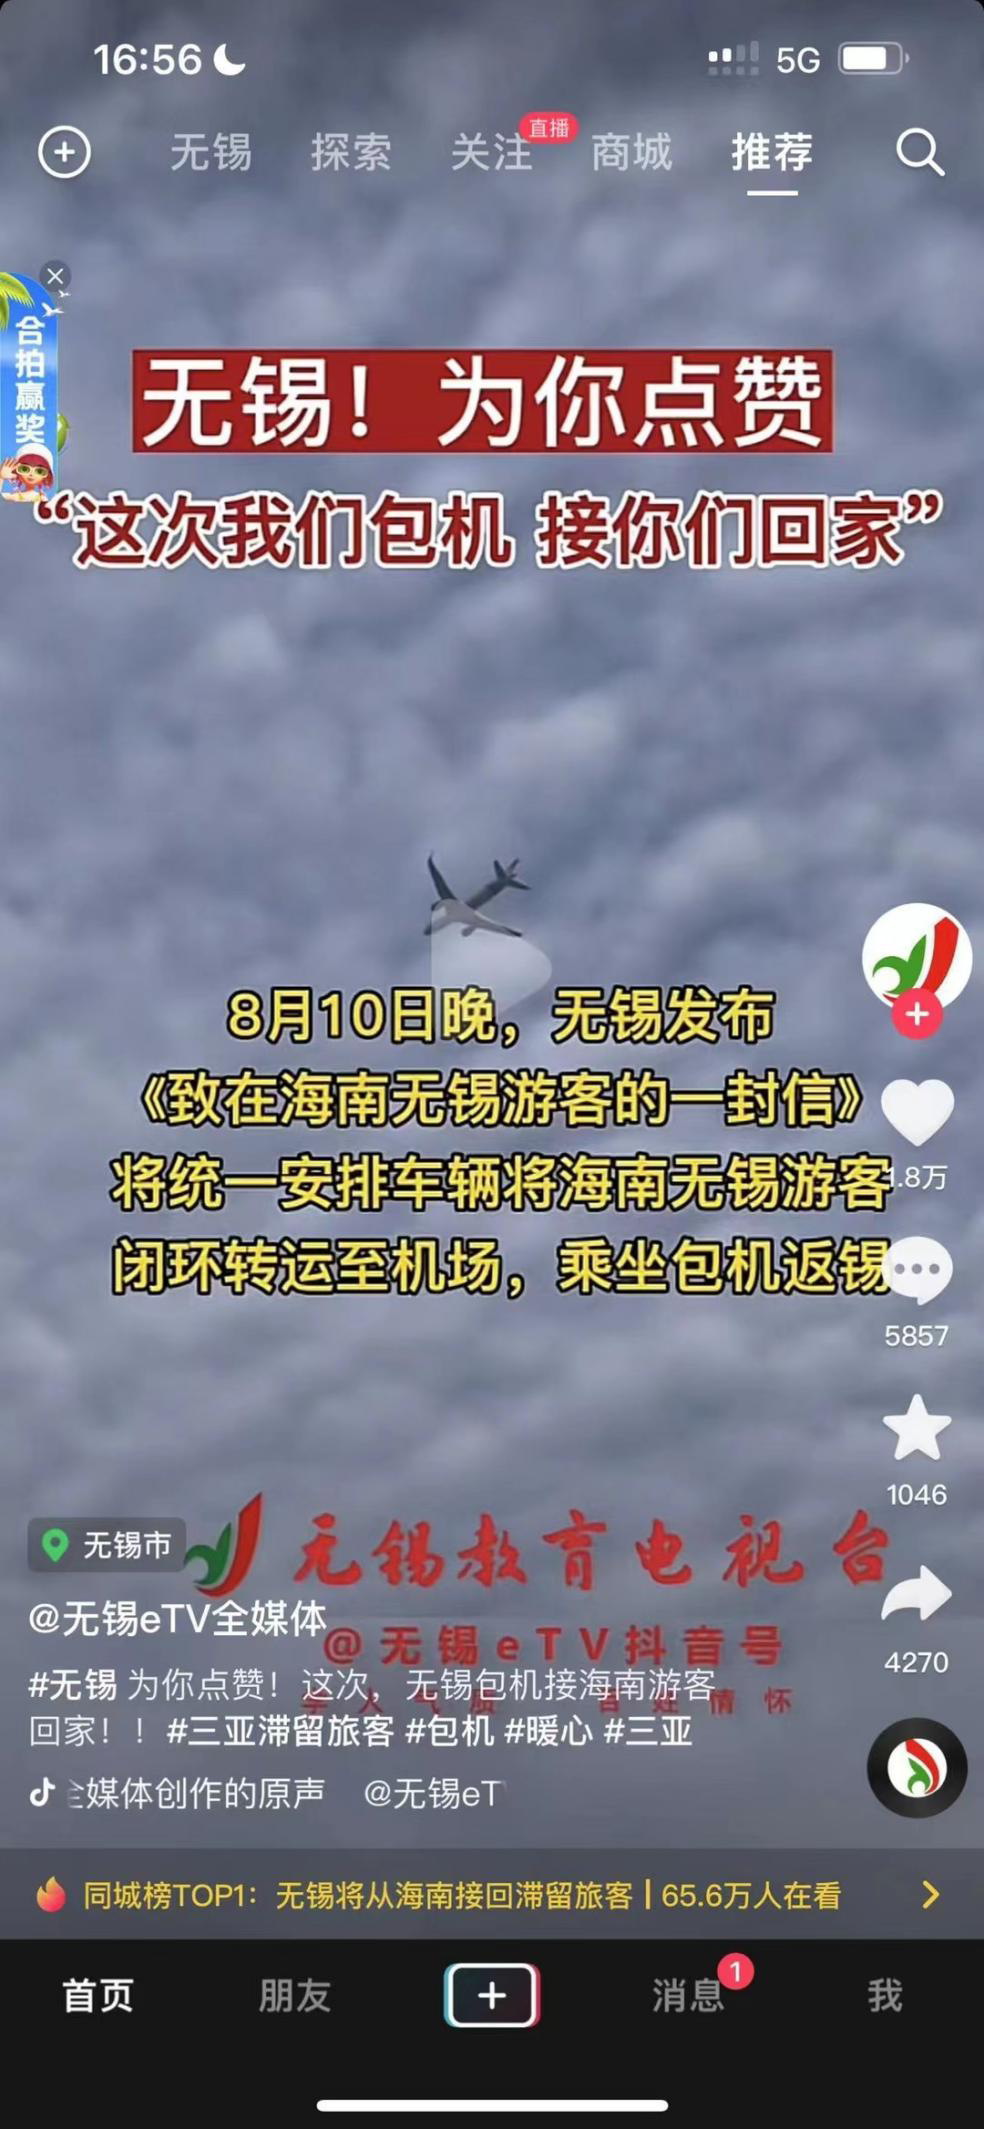 16:56
5G
无锡
探索
关注
直播
商城
推荐
合拍赢奖
无锡！为你点赞
“这次我们包机 接你们回家”
8月10日晚，无锡发布
《致在海南无锡游客的一封信》
将统一安排车辆将海南无锡游客
闭环转运至机场，乘坐包机返锡
1.8万
5857
1046
4270
无锡教育电视台
无锡市
@无锡eTV全媒体
@无锡eTV抖音号
#无锡 为你点赞！这次，无锡包机接海南游客
回家！！#三亚滞留旅客 #包机 #暖心 #三亚
媒体创作的原声 @无锡eT
同城榜TOP1：无锡将从海南接回滞留旅客 | 65.6万人在看
首页
朋友
消息
1
我